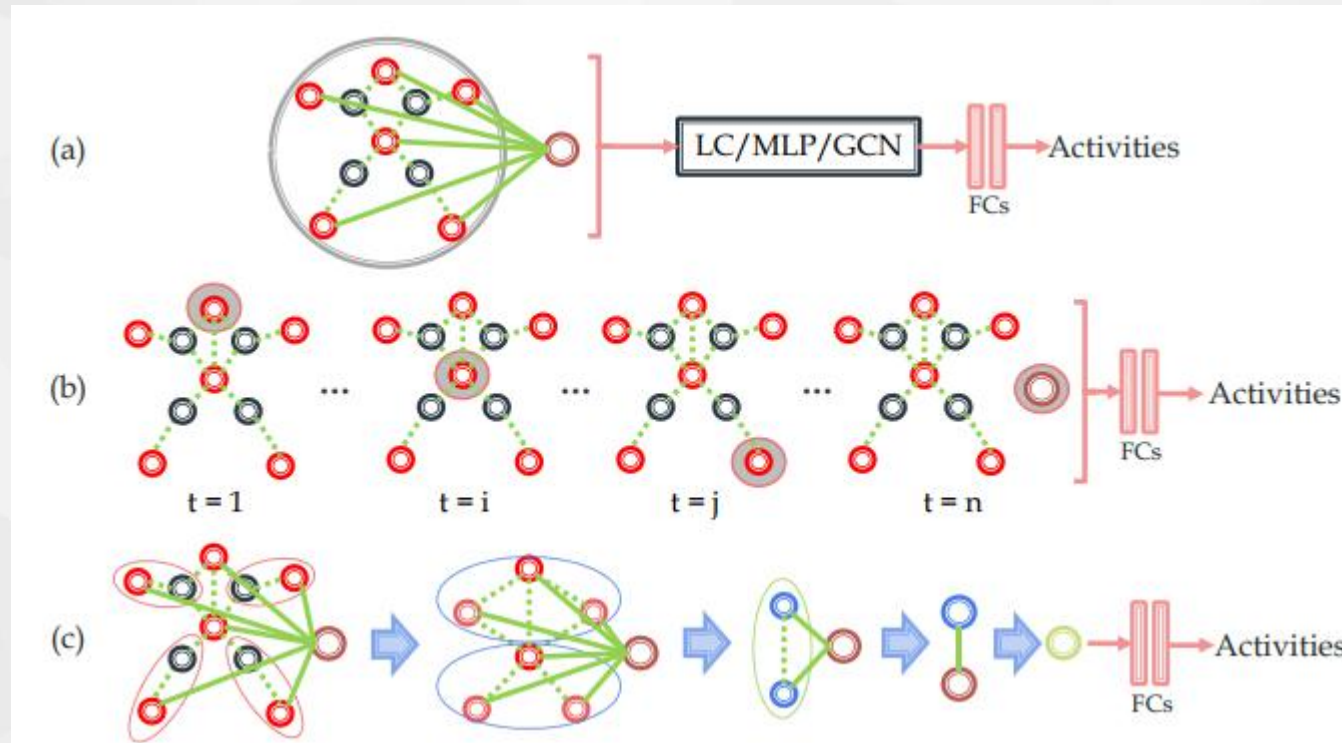 (a)
LC/MLP/GCN
Activities
FCs
(b)
... ... ...
Activities
FCs
t = 1 t = i t = j t = n
(c)
Activities
FCs